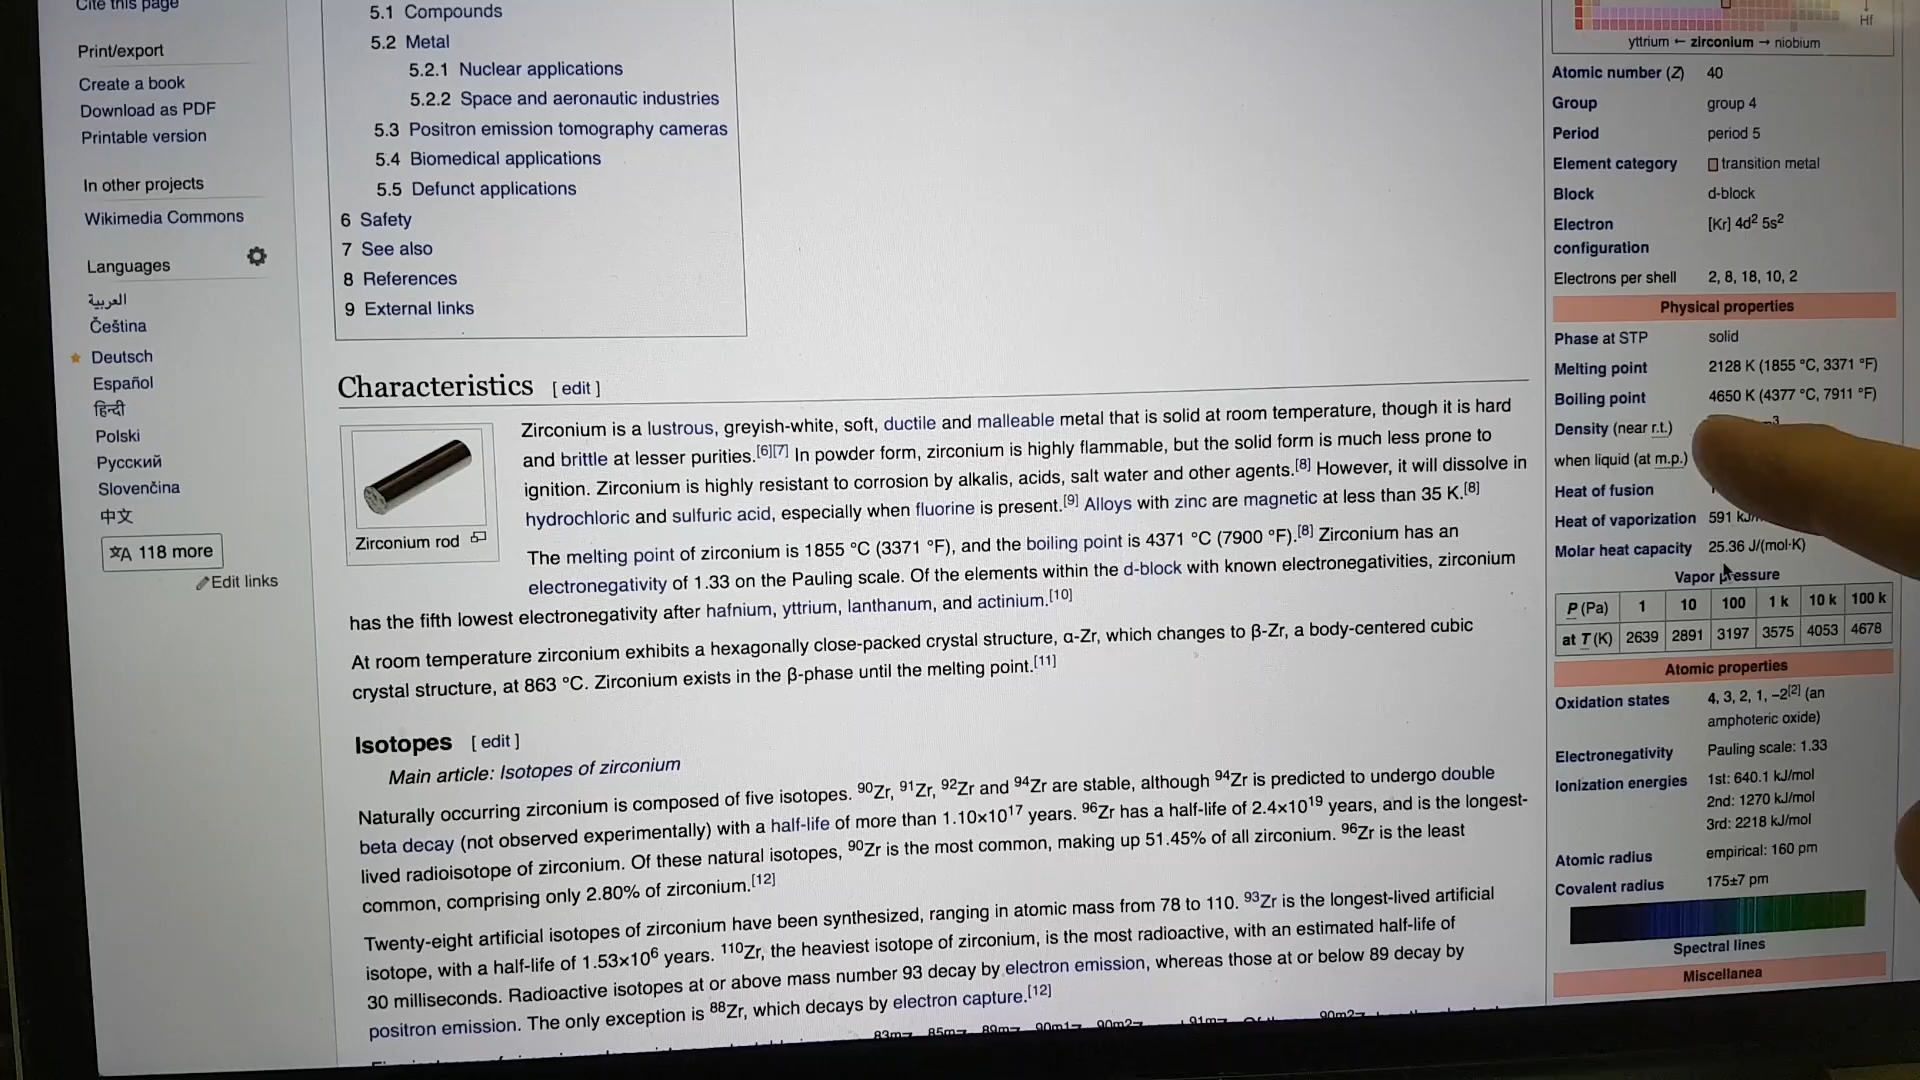 Cite this page
Print/export
Create a book
Download as PDF
Printable version
In other projects
Wikimedia Commons
Languages
العربية
Čeština
Deutsch
Español
हिन्दी
Polski
Русский
Slovenčina
中文
118 more
Edit links
5.1 Compounds
5.2 Metal
5.2.1 Nuclear applications
5.2.2 Space and aeronautic industries
5.3 Positron emission tomography cameras
5.4 Biomedical applications
5.5 Defunct applications
6 Safety
7 See also
8 References
9 External links
Characteristics [ edit ]
Zirconium rod
Zirconium is a lustrous, greyish-white, soft, ductile and malleable metal that is solid at room temperature, though it is hard
and brittle at lesser purities.[6][7] In powder form, zirconium is highly flammable, but the solid form is much less prone to
ignition. Zirconium is highly resistant to corrosion by alkalis, acids, salt water and other agents.[8] However, it will dissolve in
hydrochloric and sulfuric acid, especially when fluorine is present.[9] Alloys with zinc are magnetic at less than 35 K.[8]
The melting point of zirconium is 1855 °C (3371 °F), and the boiling point is 4371 °C (7900 °F).[8] Zirconium has an
electronegativity of 1.33 on the Pauling scale. Of the elements within the d-block with known electronegativities, zirconium
has the fifth lowest electronegativity after hafnium, yttrium, lanthanum, and actinium.[10]
At room temperature zirconium exhibits a hexagonally close-packed crystal structure, α-Zr, which changes to β-Zr, a body-centered cubic
crystal structure, at 863 °C. Zirconium exists in the β-phase until the melting point.[11]
Isotopes [ edit ]
Main article: Isotopes of zirconium
Naturally occurring zirconium is composed of five isotopes. ⁹⁰Zr, ⁹¹Zr, ⁹²Zr and ⁹⁴Zr are stable, although ⁹⁴Zr is predicted to undergo double
beta decay (not observed experimentally) with a half-life of more than 1.10×10¹⁷ years. ⁹⁶Zr has a half-life of 2.4×10¹⁹ years, and is the longest-
lived radioisotope of zirconium. Of these natural isotopes, ⁹⁰Zr is the most common, making up 51.45% of all zirconium. ⁹⁶Zr is the least
common, comprising only 2.80% of zirconium.[12]
Twenty-eight artificial isotopes of zirconium have been synthesized, ranging in atomic mass from 78 to 110. ⁹³Zr is the longest-lived artificial
isotope, with a half-life of 1.53×10⁶ years. ¹¹⁰Zr, the heaviest isotope of zirconium, is the most radioactive, with an estimated half-life of
30 milliseconds. Radioactive isotopes at or above mass number 93 decay by electron emission, whereas those at or below 89 decay by
positron emission. The only exception is ⁸⁸Zr, which decays by electron capture.[12]
Hf
yttrium ← zirconium → niobium
Atomic number (Z) 40
Group group 4
Period period 5
Element category transition metal
Block d-block
Electron configuration [Kr] 4d² 5s²
Electrons per shell 2, 8, 18, 10, 2
Physical properties
Phase at STP solid
Melting point 2128 K (1855 °C, 3371 °F)
Boiling point 4650 K (4377 °C, 7911 °F)
Density (near r.t.)
when liquid (at m.p.)
Heat of fusion
Heat of vaporization 591
Molar heat capacity 25.36 J/(mol·K)
Vapor pressure
P (Pa) 1 10 100 1 k 10 k 100 k
at T (K) 2639 2891 3197 3575 4053 4678
Atomic properties
Oxidation states 4, 3, 2, 1, −2[2] (an
amphoteric oxide)
Electronegativity Pauling scale: 1.33
Ionization energies 1st: 640.1 kJ/mol
2nd: 1270 kJ/mol
3rd: 2218 kJ/mol
Atomic radius empirical: 160 pm
Covalent radius 175±7 pm
Spectral lines
Miscellanea